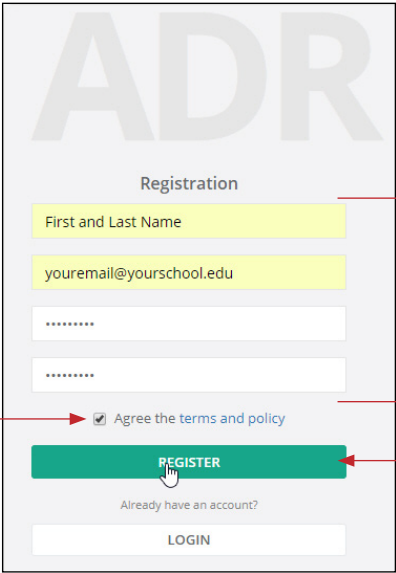 ADR
Registration
First and Last Name
youremail@yourschool.edu
•••••••••
•••••••••
Agree the terms and policy
REGISTER
Already have an account?
LOGIN